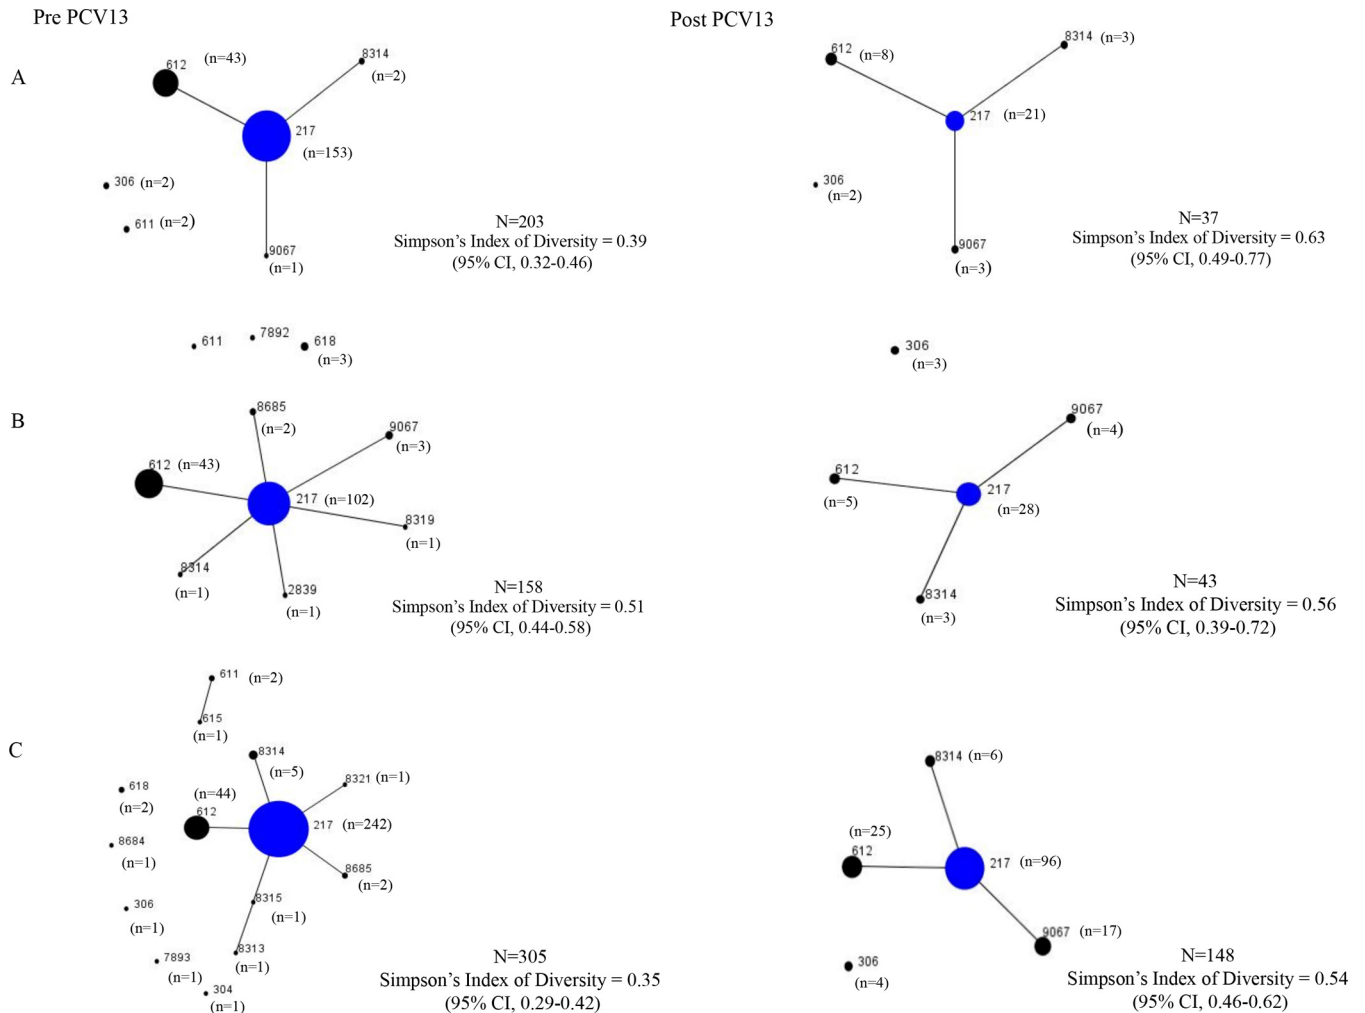 Pre PCV13
Post PCV13
A
612 (n=43)
8314
(n=2)
217
(n=153)
306 (n=2)
611 (n=2)
9067
(n=1)
N=203
Simpson's Index of Diversity = 0.39
(95% CI, 0.32-0.46)
612 (n=8)
8314 (n=3)
217 (n=21)
306
(n=2)
9067
(n=3)
N=37
Simpson's Index of Diversity = 0.63
(95% CI, 0.49-0.77)
B
611
7892
618
(n=3)
8685
(n=2)
9067
(n=3)
612 (n=43)
217 (n=102)
8319
(n=1)
8314
(n=1)
2839
(n=1)
N=158
Simpson's Index of Diversity = 0.51
(95% CI, 0.44-0.58)
306
(n=3)
9067
(n=4)
612
(n=5)
217
(n=28)
8314
(n=3)
N=43
Simpson's Index of Diversity = 0.56
(95% CI, 0.39-0.72)
C
611 (n=2)
615
(n=1)
8314
(n=5)
8321 (n=1)
618
(n=2)
(n=44)
612
217 (n=242)
8684
(n=1)
8685
(n=2)
8315
(n=1)
306
(n=1)
8313
(n=1)
7893
(n=1)
304
(n=1)
N=305
Simpson's Index of Diversity = 0.35
(95% CI, 0.29-0.42)
8314 (n=6)
(n=25)
612
217 (n=96)
9067 (n=17)
306
(n=4)
N=148
Simpson's Index of Diversity = 0.54
(95% CI, 0.46-0.62)